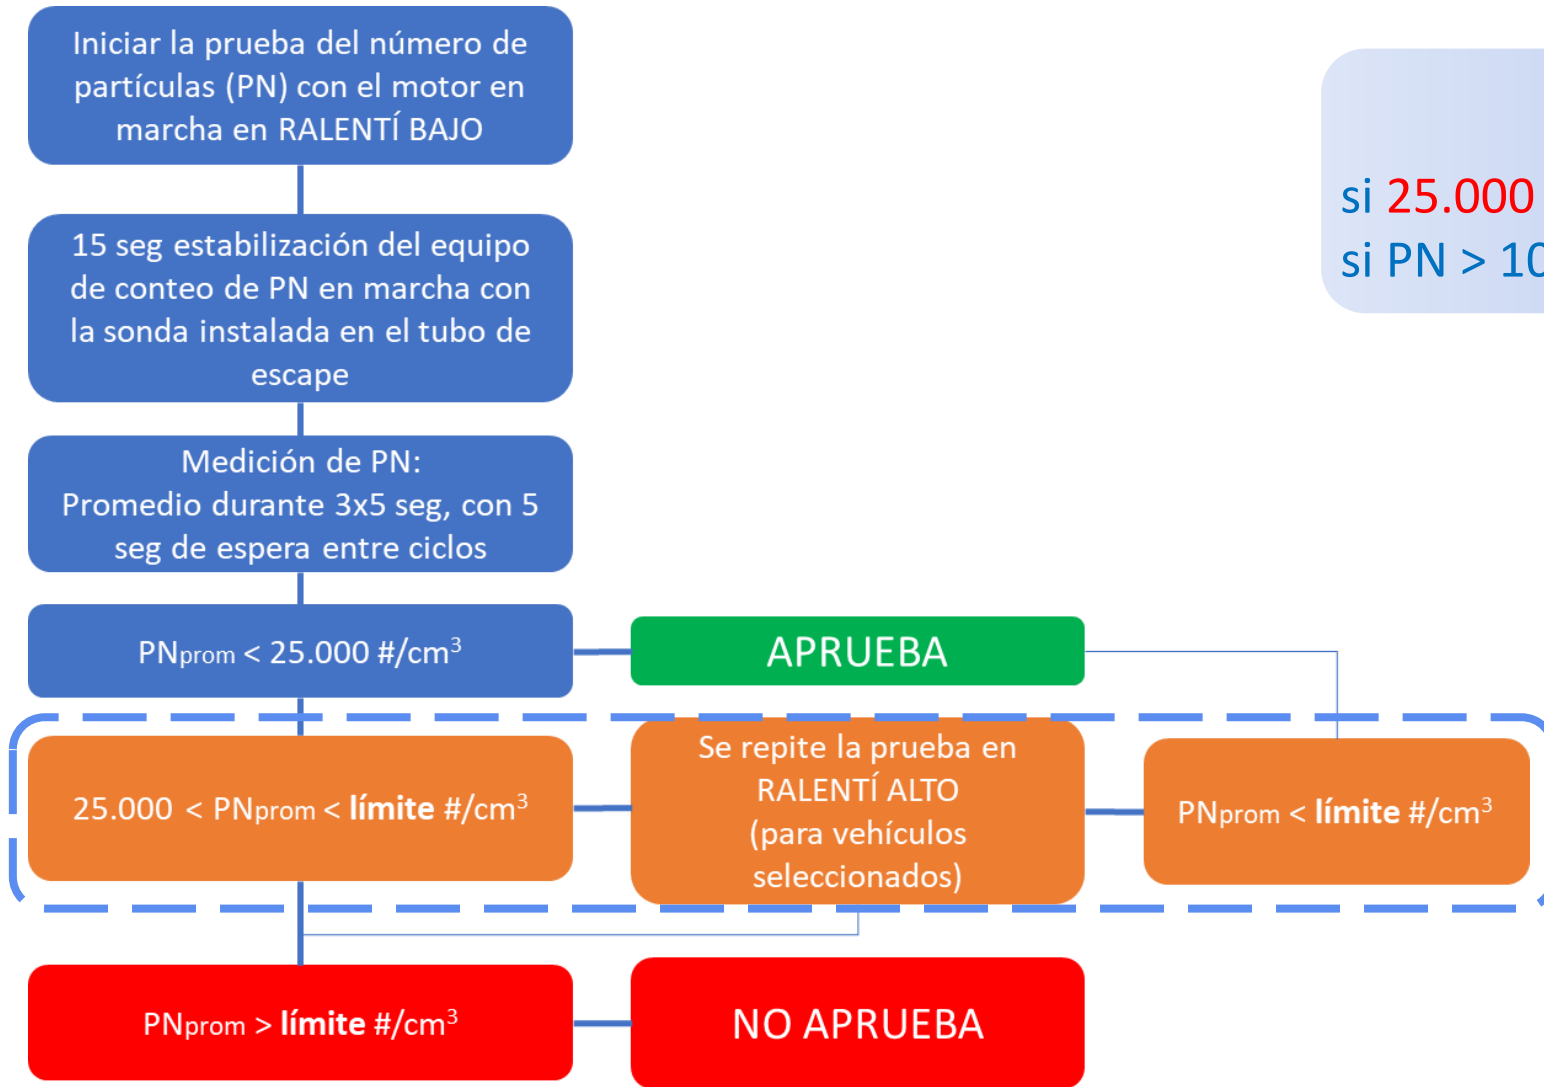 Iniciar la prueba del número de
partículas (PN) con el motor en
marcha en RALENTÍ BAJO
si 25.000
si PN > 10
15 seg estabilización del equipo
de conteo de PN en marcha con
la sonda instalada en el tubo de
escape
Medición de PN:
Promedio durante 3x5 seg, con 5
seg de espera entre ciclos
PNprom < 25.000 #/cm³
APRUEBA
25.000 < PNprom < límite #/cm³
Se repite la prueba en
RALENTÍ ALTO
(para vehículos
seleccionados)
PNprom < límite #/cm³
PNprom > límite #/cm³
NO APRUEBA